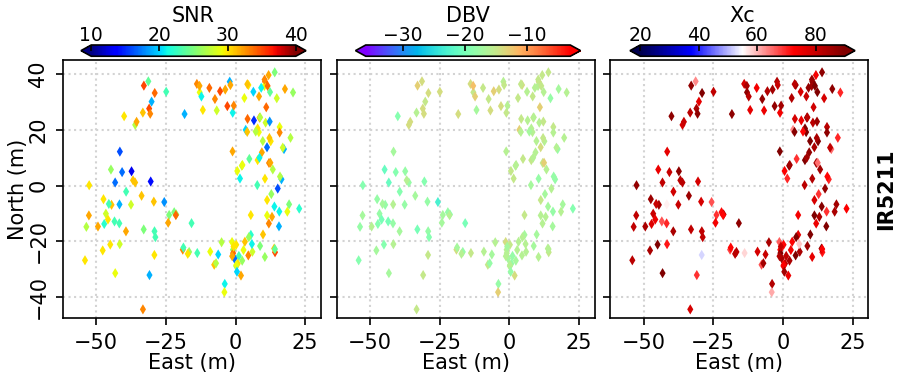 SNR DBV Xc
10 20 30 40 −30 −20 −10 20 40 60 80
40
20
0
−20
−40
North (m)
−50 −25 0 25 −50 −25 0 25 −50 −25 0 25
East (m) East (m) East (m)
IR5211